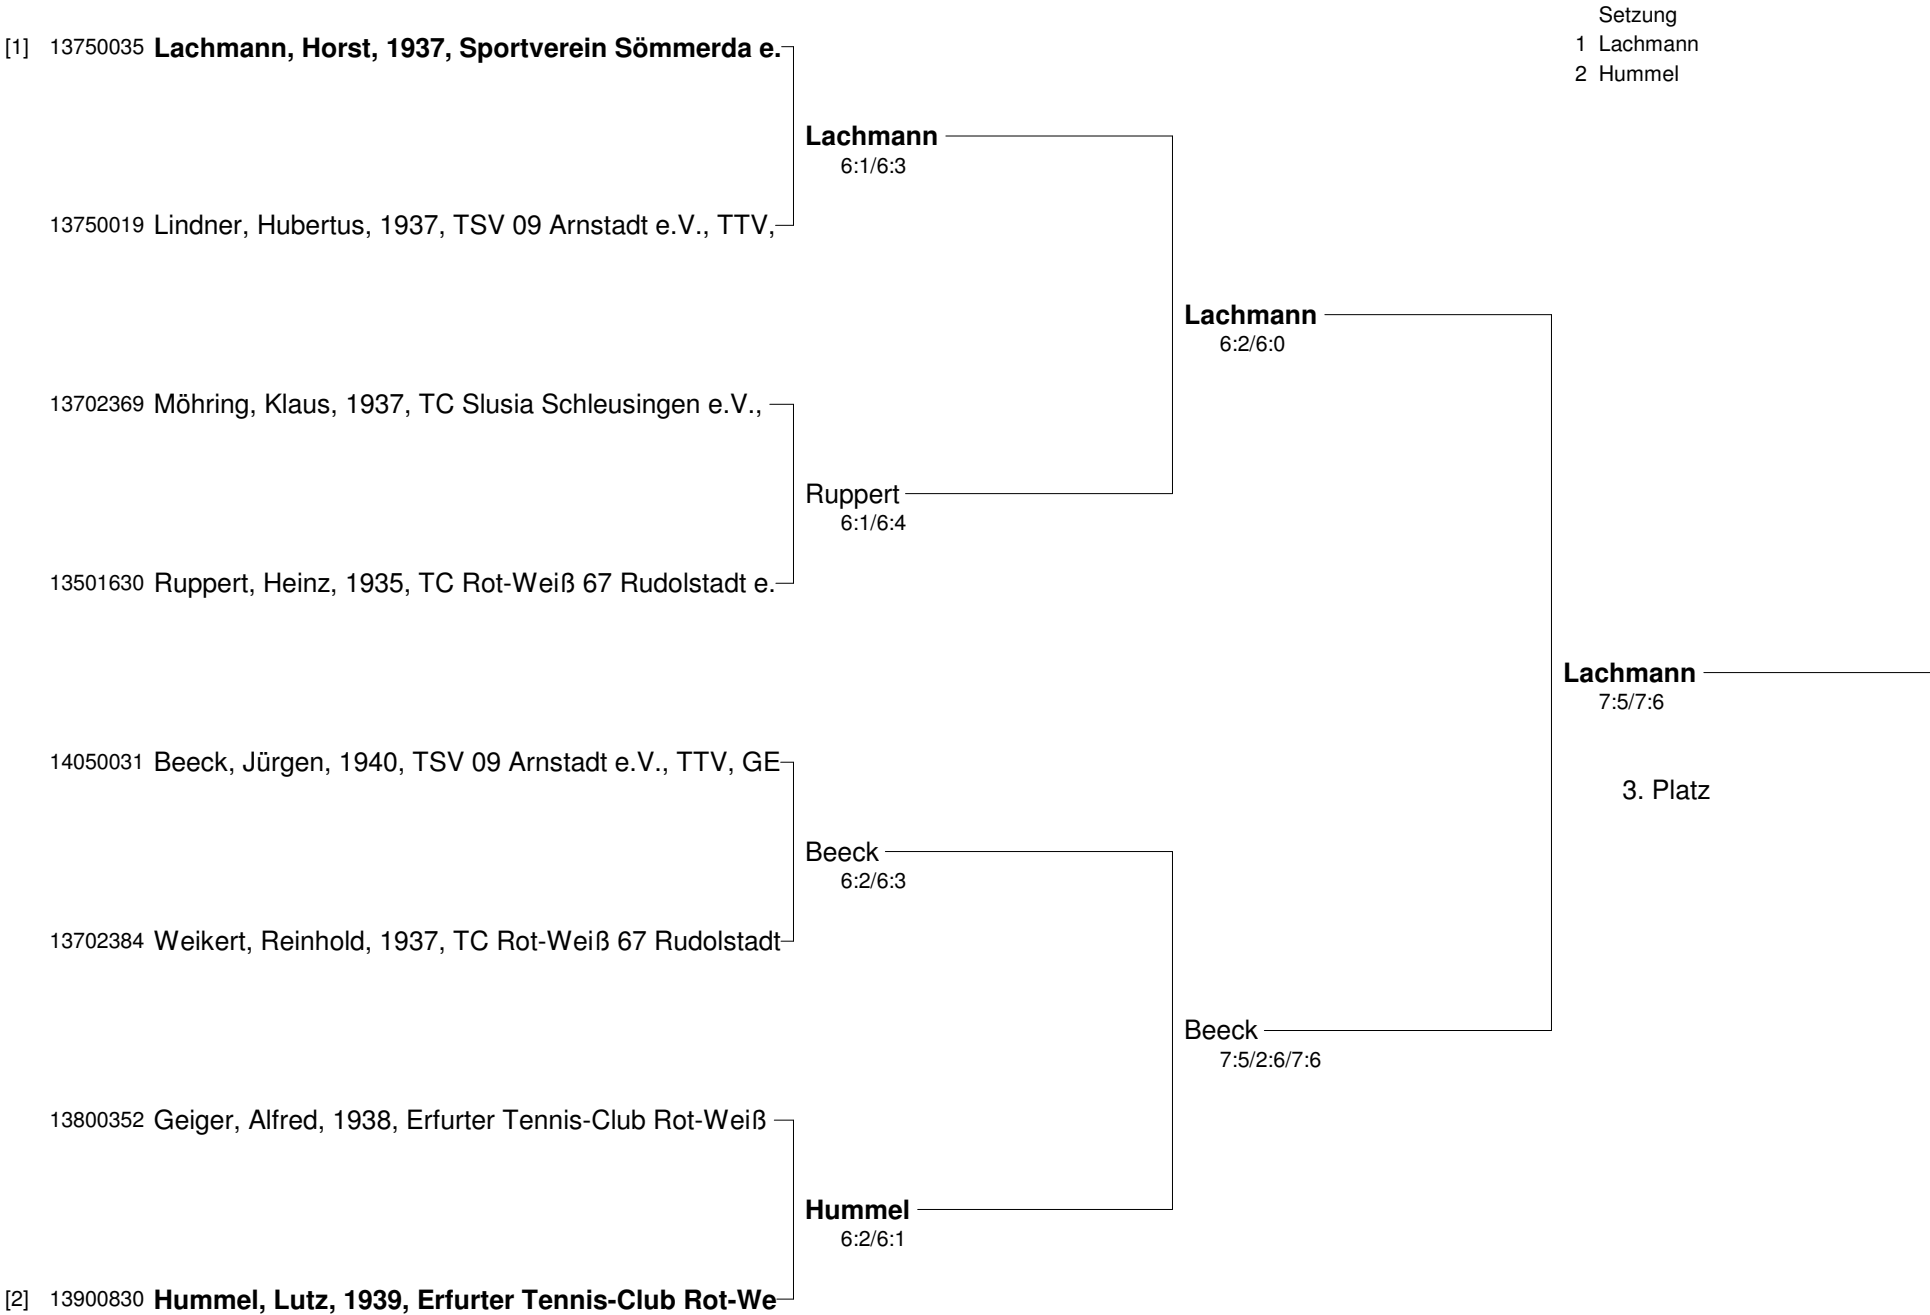 Setzung
[1] 13750035 Lachmann, Horst, 1937, Sportverein Sömmerda e.
1 Lachmann
2 Hummel
Lachmann
6:1/6:3
13750019 Lindner, Hubertus, 1937, TSV 09 Arnstadt e.V., TTV,
Lachmann
6:2/6:0
13702369 Möhring, Klaus, 1937, TC Slusia Schleusingen e.V.,
Ruppert
6:1/6:4
13501630 Ruppert, Heinz, 1935, TC Rot-Weiß 67 Rudolstadt e.
Lachmann
7:5/7:6
14050031 Beeck, Jürgen, 1940, TSV 09 Arnstadt e.V., TTV, GE
3. Platz
Beeck
6:2/6:3
13702384 Weikert, Reinhold, 1937, TC Rot-Weiß 67 Rudolstadt
Beeck
7:5/2:6/7:6
13800352 Geiger, Alfred, 1938, Erfurter Tennis-Club Rot-Weiß
Hummel
6:2/6:1
[2] 13900830 Hummel, Lutz, 1939, Erfurter Tennis-Club Rot-We